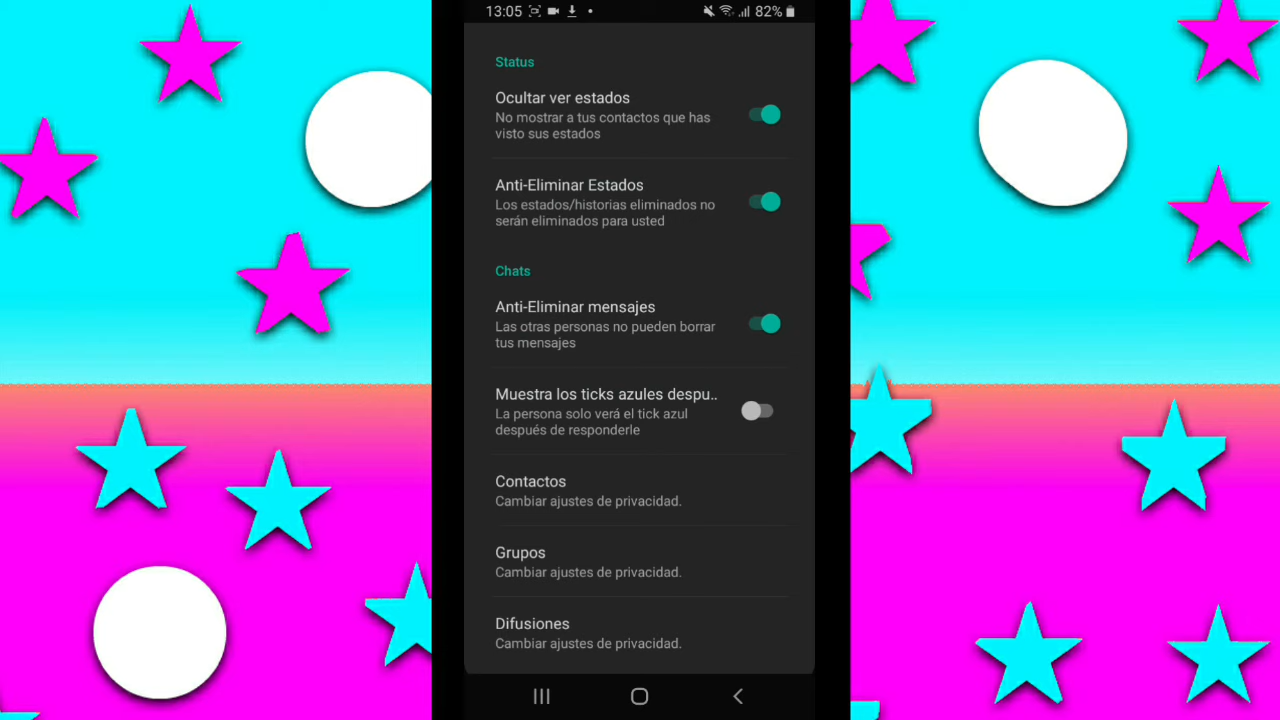 13:05
82%
Status
Ocultar ver estados
No mostrar a tus contactos que has
visto sus estados
Anti-Eliminar Estados
Los estados/historias eliminados no
serán eliminados para usted
Chats
Anti-Eliminar mensajes
Las otras personas no pueden borrar
tus mensajes
Muestra los ticks azules despu..
La persona solo verá el tick azul
después de responderle
Contactos
Cambiar ajustes de privacidad.
Grupos
Cambiar ajustes de privacidad.
Difusiones
Cambiar ajustes de privacidad.